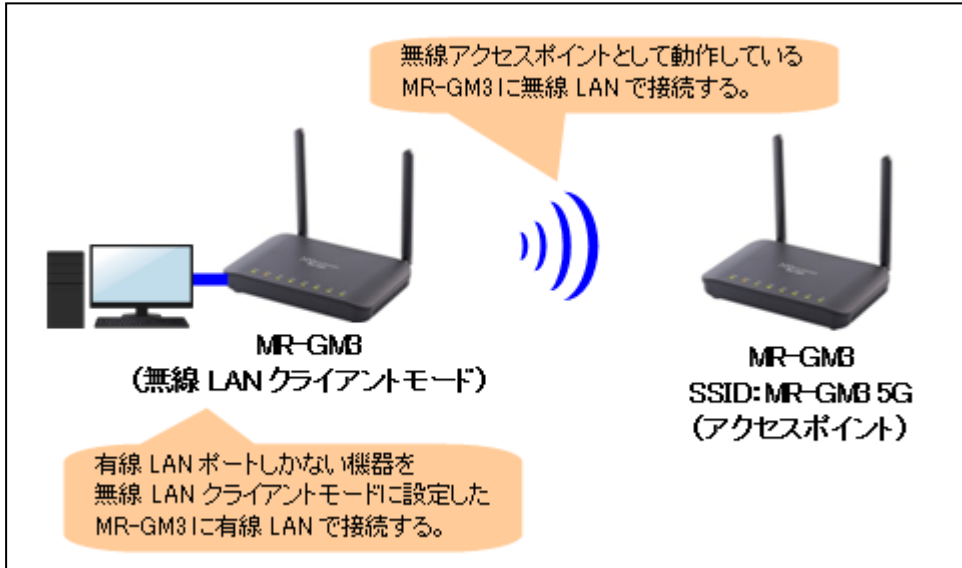 無線アクセスポイントとして動作している
MR-GM3に無線 LAN で接続する。
MR-GM3
(無線 LAN クライアントモード)
MR-GM3
SSID:MR-GM3 5G
(アクセスポイント)
有線 LAN ポートしかない機器を
無線 LAN クライアントモードに設定した
MR-GM3に有線 LAN で接続する。